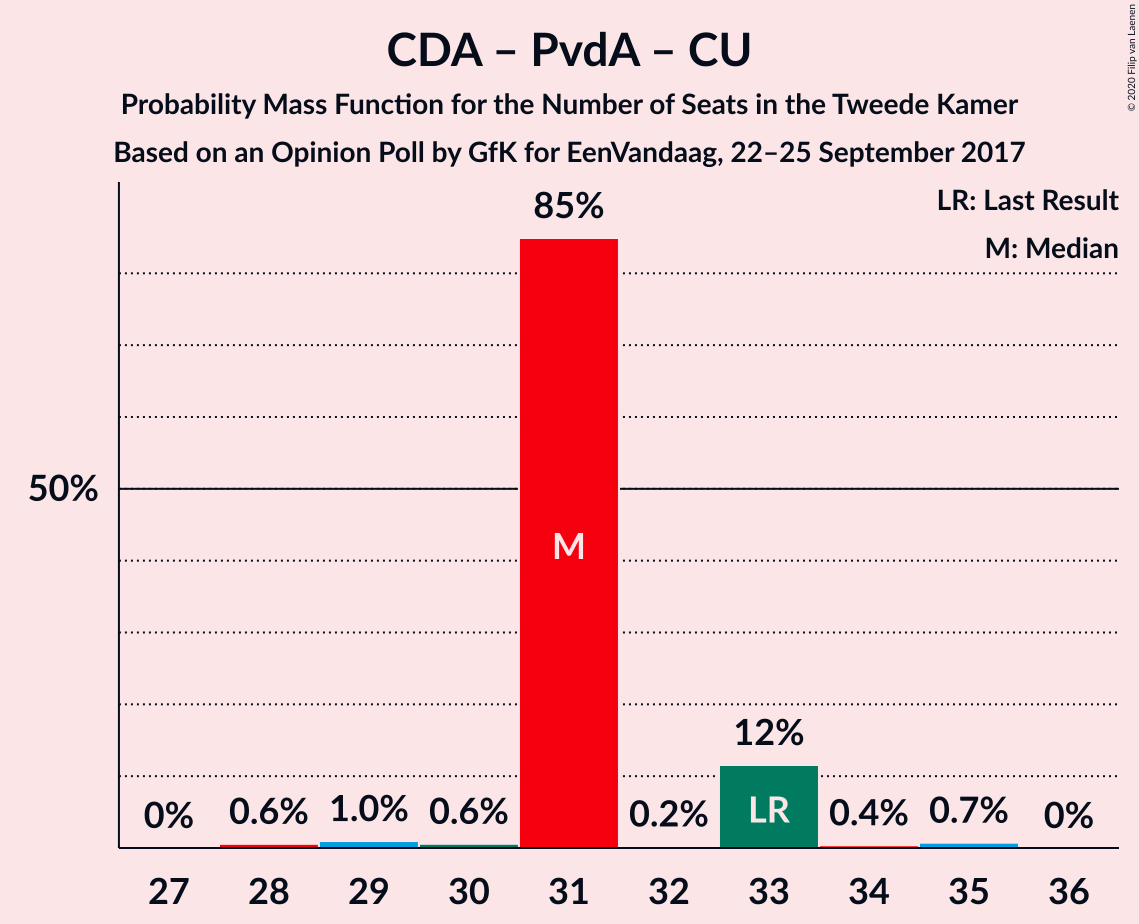 CDA – PvdA – CU
Probability Mass Function for the Number of Seats in the Tweede Kamer
Based on an Opinion Poll by GfK for EenVandaag, 22–25 September 2017
© 2020 Filip van Laenen
LR: Last Result
M: Median
85%
50%
M
12%
0% 0.6% 1.0% 0.6% 0.2% LR 0.4% 0.7% 0%
27 28 29 30 31 32 33 34 35 36